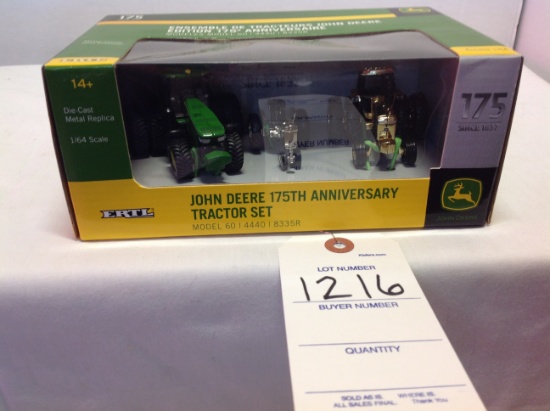 175
ENSEMBLE DE TRACTEURS JOHN DEERE
ÉDITION 175e ANNIVERSAIRE
14+
Die-Cast
Metal Replica
1/64 Scale
175
SINCE 1837
ERTL
JOHN DEERE 175TH ANNIVERSARY
TRACTOR SET
MODEL 60 | 4440 | 8335R
JOHN DEERE
LOT NUMBER
1216
BUYER NUMBER
QUANTITY
SOLD AS IS. WHERE IS.
ALL SALES FINAL. Thank You